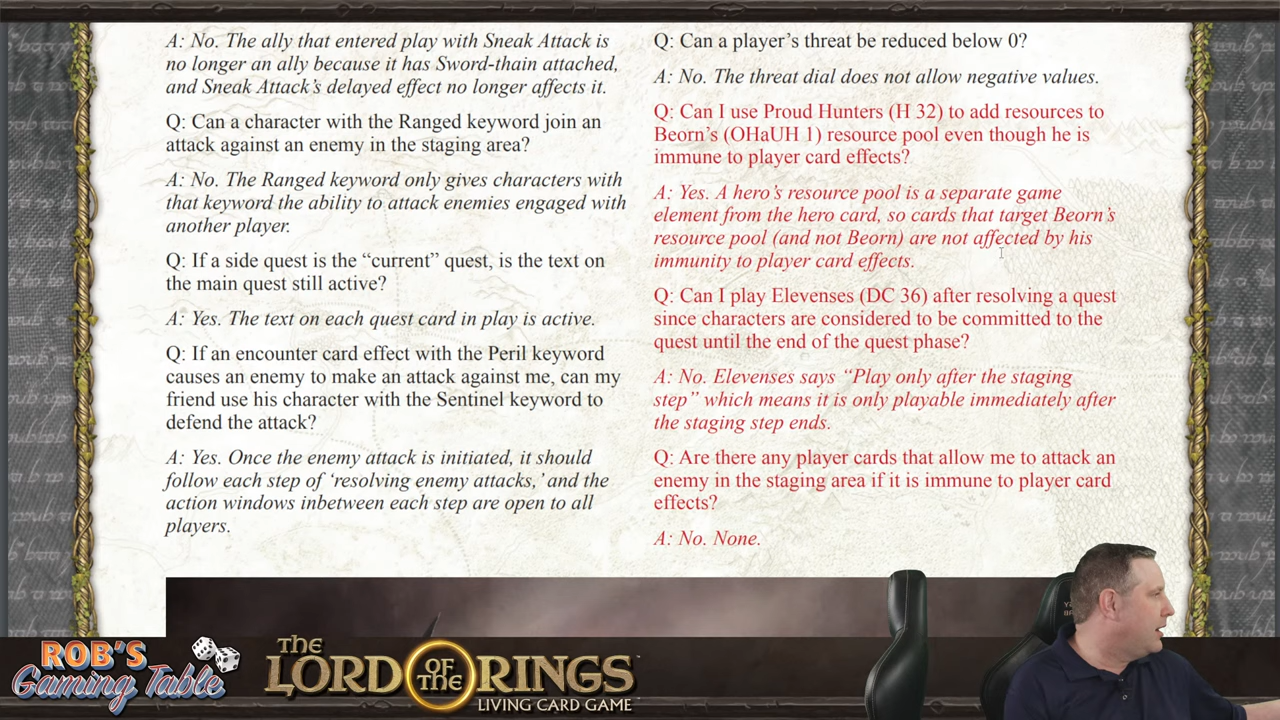 A: No. The ally that entered play with Sneak Attack is
no longer an ally because it has Sword-thain attached,
and Sneak Attack's delayed effect no longer affects it.
Q: Can a character with the Ranged keyword join an
attack against an enemy in the staging area?
A: No. The Ranged keyword only gives characters with
that keyword the ability to attack enemies engaged with
another player.
Q: If a side quest is the “current” quest, is the text on
the main quest still active?
A: Yes. The text on each quest card in play is active.
Q: If an encounter card effect with the Peril keyword
causes an enemy to make an attack against me, can my
friend use his character with the Sentinel keyword to
defend the attack?
A: Yes. Once the enemy attack is initiated, it should
follow each step of ‘resolving enemy attacks,’ and the
action windows inbetween each step are open to all
players.
Q: Can a player's threat be reduced below 0?
A: No. The threat dial does not allow negative values.
Q: Can I use Proud Hunters (H 32) to add resources to
Beorn's (OHaUH 1) resource pool even though he is
immune to player card effects?
A: Yes. A hero's resource pool is a separate game
element from the hero card, so cards that target Beorn's
resource pool (and not Beorn) are not affected by his
immunity to player card effects.
Q: Can I play Elevenses (DC 36) after resolving a quest
since characters are considered to be committed to the
quest until the end of the quest phase?
A: No. Elevenses says “Play only after the staging
step” which means it is only playable immediately after
the staging step ends.
Q: Are there any player cards that allow me to attack an
enemy in the staging area if it is immune to player card
effects?
A: No. None.
ROB'S
Gaming Table
THE
LORD OF THE RINGS
LIVING CARD GAME